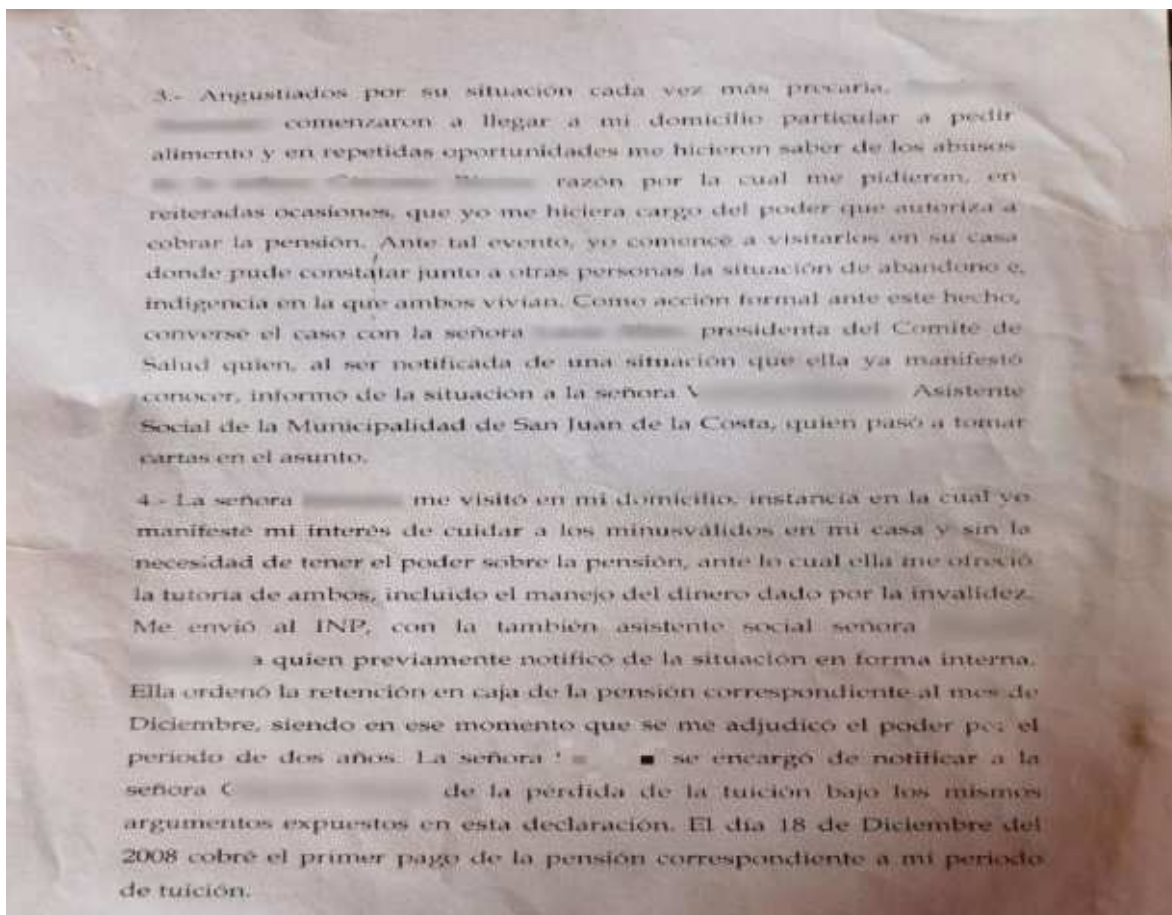 3.- Angustiados por su situación cada vez más precaria,
comenzaron a llegar a mi domicilio particular a pedir
alimento y en repetidas oportunidades me hicieron saber de los abusos
razón por la cual me pidieron, en
reiteradas ocasiones, que yo me hiciera cargo del poder que autoriza a
cobrar la pensión. Ante tal evento, yo comencé a visitarlos en su casa
donde pude constatar junto a otras personas la situación de abandono e,
indigencia en la que ambos vivían. Como acción formal ante este hecho,
conversé el caso con la señora presidenta del Comité de
Salud quien, al ser notificada de una situación que ella ya manifestó
conocer, informó de la situación a la señora Asistente
Social de la Municipalidad de San Juan de la Costa, quien pasó a tomar
cartas en el asunto.
4.- La señora me visitó en mi domicilio, instancia en la cual yo
manifesté mi interés de cuidar a los minusválidos en mi casa y sin la
necesidad de tener el poder sobre la pensión, ante lo cual ella me ofreció
la tutoría de ambos, incluido el manejo del dinero dado por la invalidez.
Me envió al INP, con la también asistente social señora
a quien previamente notificó de la situación en forma interna.
Ella ordenó la retención en caja de la pensión correspondiente al mes de
Diciembre, siendo en ese momento que se me adjudicó el poder por el
periodo de dos años. La señora se encargó de notificar a la
señora de la pérdida de la tuición bajo los mismos
argumentos expuestos en esta declaración. El día 18 de Diciembre del
2008 cobré el primer pago de la pensión correspondiente a mi periodo
de tuición.